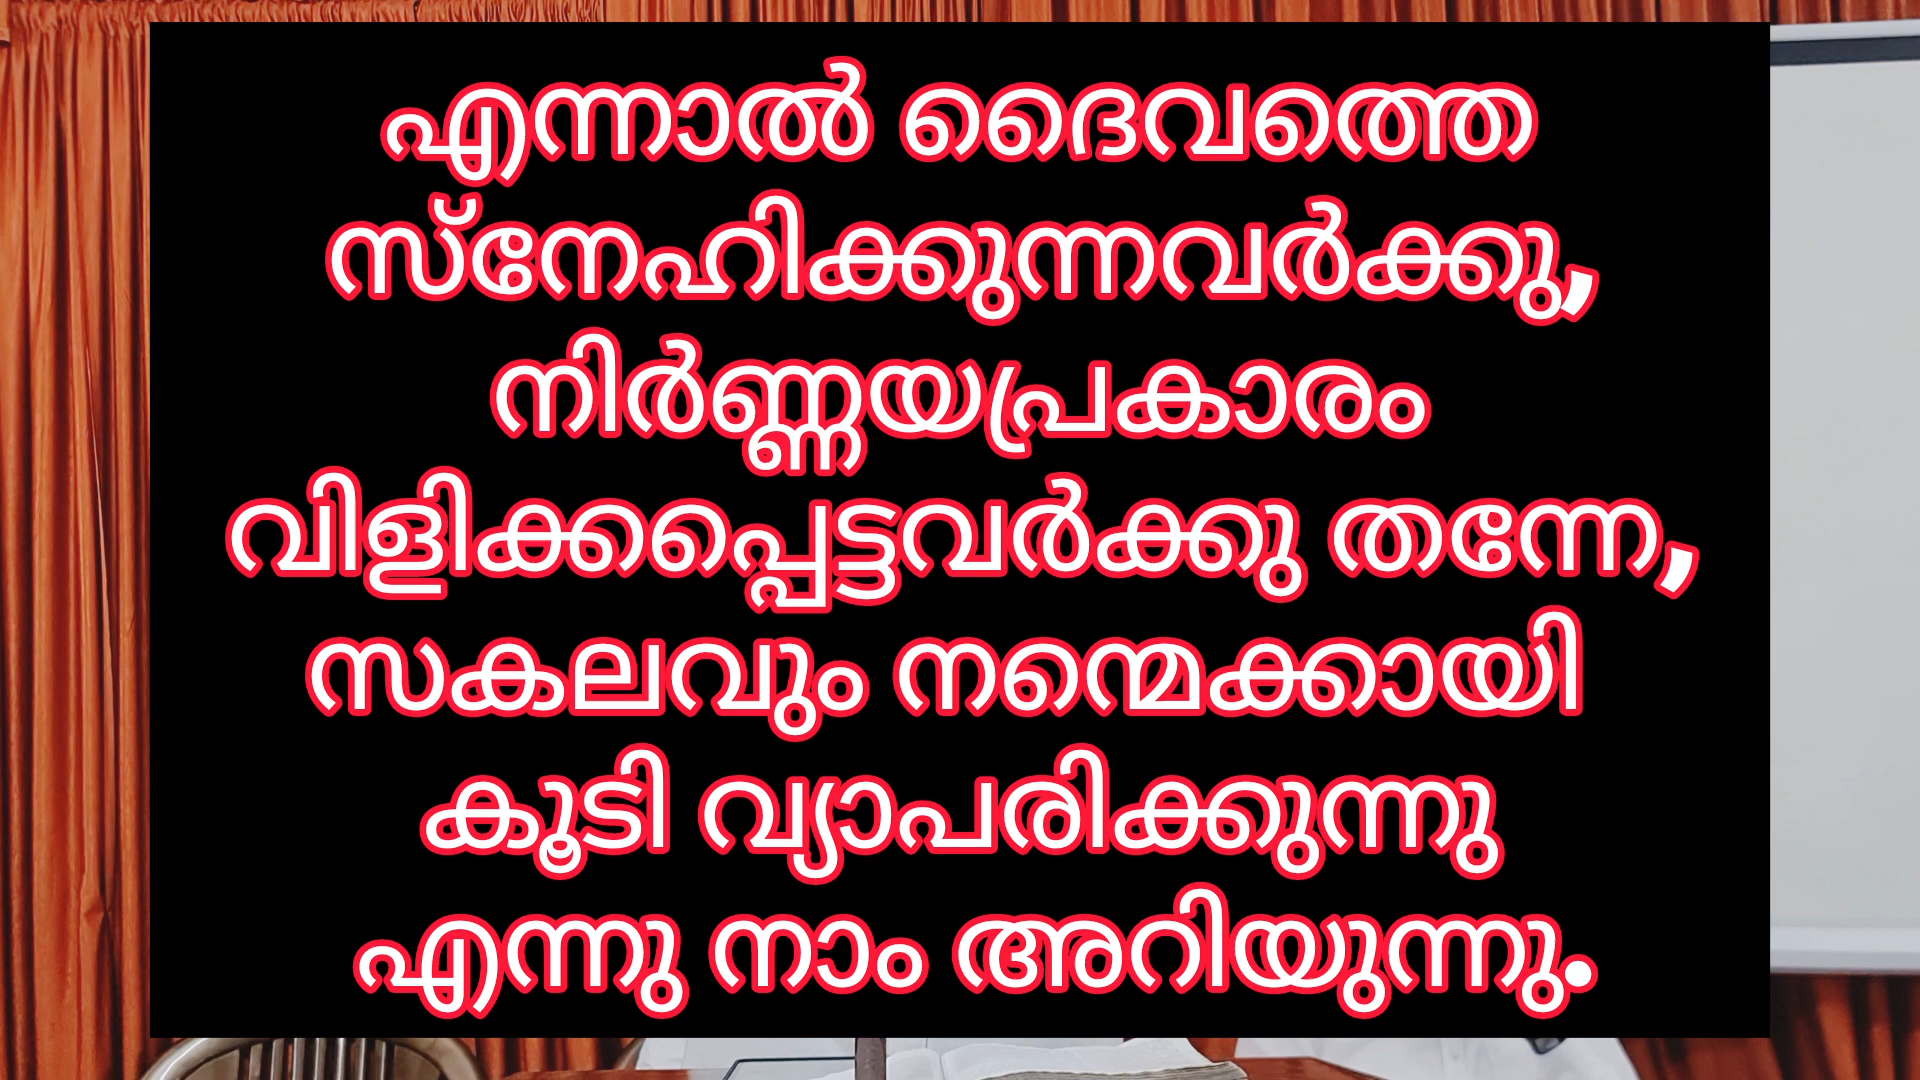 എന്നാൽ ദൈവത്തെ
സ്നേഹിക്കുന്നവർക്കു,
നിർണ്ണയപ്രകാരം
വിളിക്കപ്പെട്ടവർക്കു തന്നേ,
സകലവും നന്മെക്കായി
കൂടി വ്യാപരിക്കുന്നു
എന്നു നാം അറിയുന്നു.